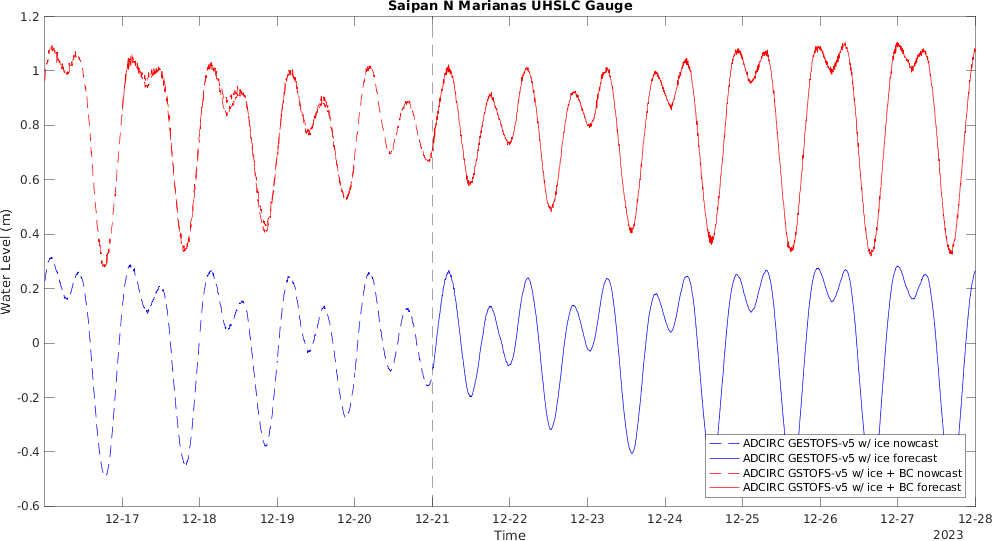 Saipan N Marianas UHSLC Gauge
Water Level (m)
1.2
1
0.8
0.6
0.4
0.2
0
-0.2
-0.4
-0.6
ADCIRC GESTOFS-v5 w/ ice nowcast
ADCIRC GESTOFS-v5 w/ ice forecast
ADCIRC GSTOFS-v5 w/ ice + BC nowcast
ADCIRC GSTOFS-v5 w/ ice + BC forecast
12-17 12-18 12-19 12-20 12-21 12-22 12-23 12-24 12-25 12-26 12-27 12-28
Time
2023